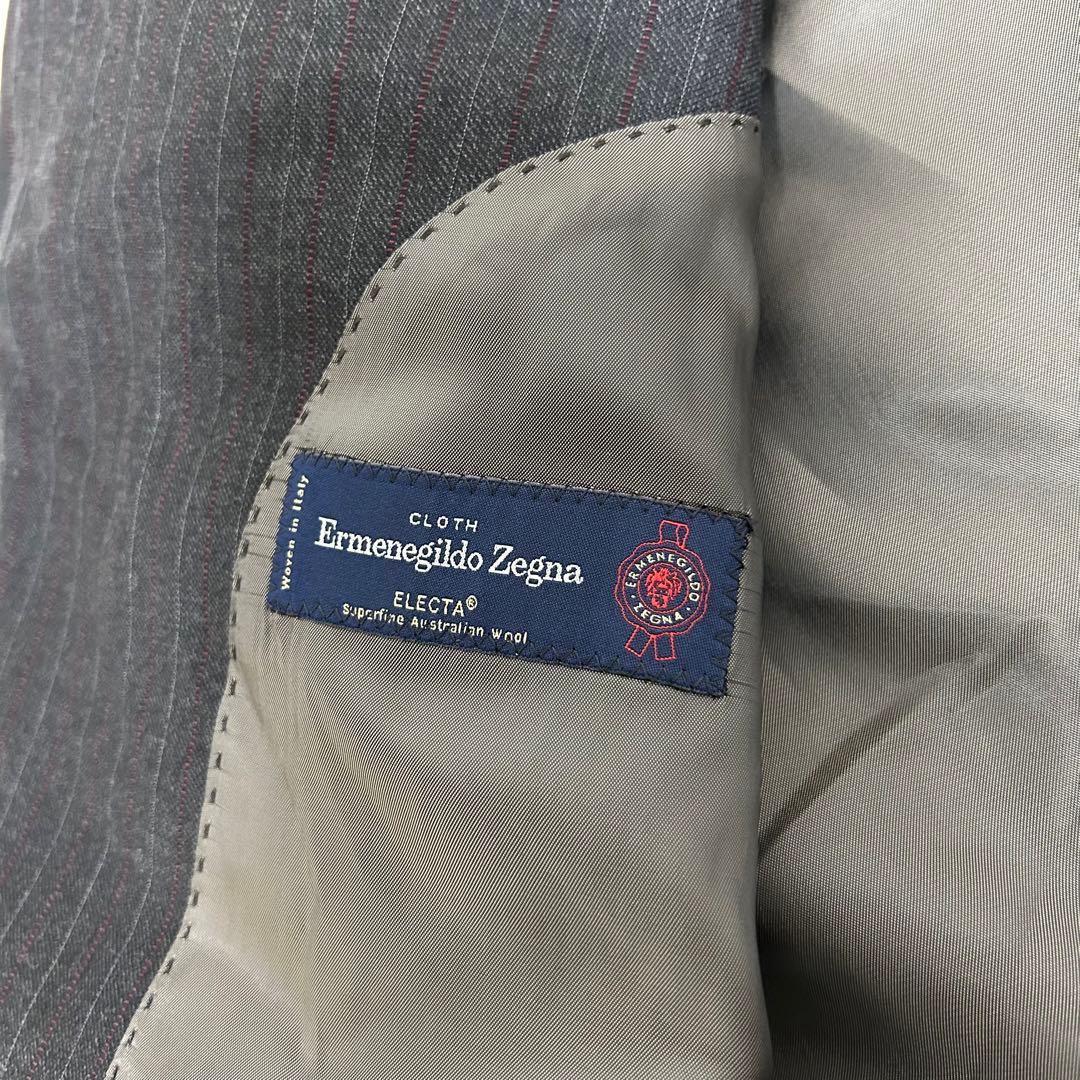 Woven in Italy
CLOTH
Ermenegildo Zegna
ELECTA®
Superfine Australian Wool
ERMENEGILDO
ZEGNA